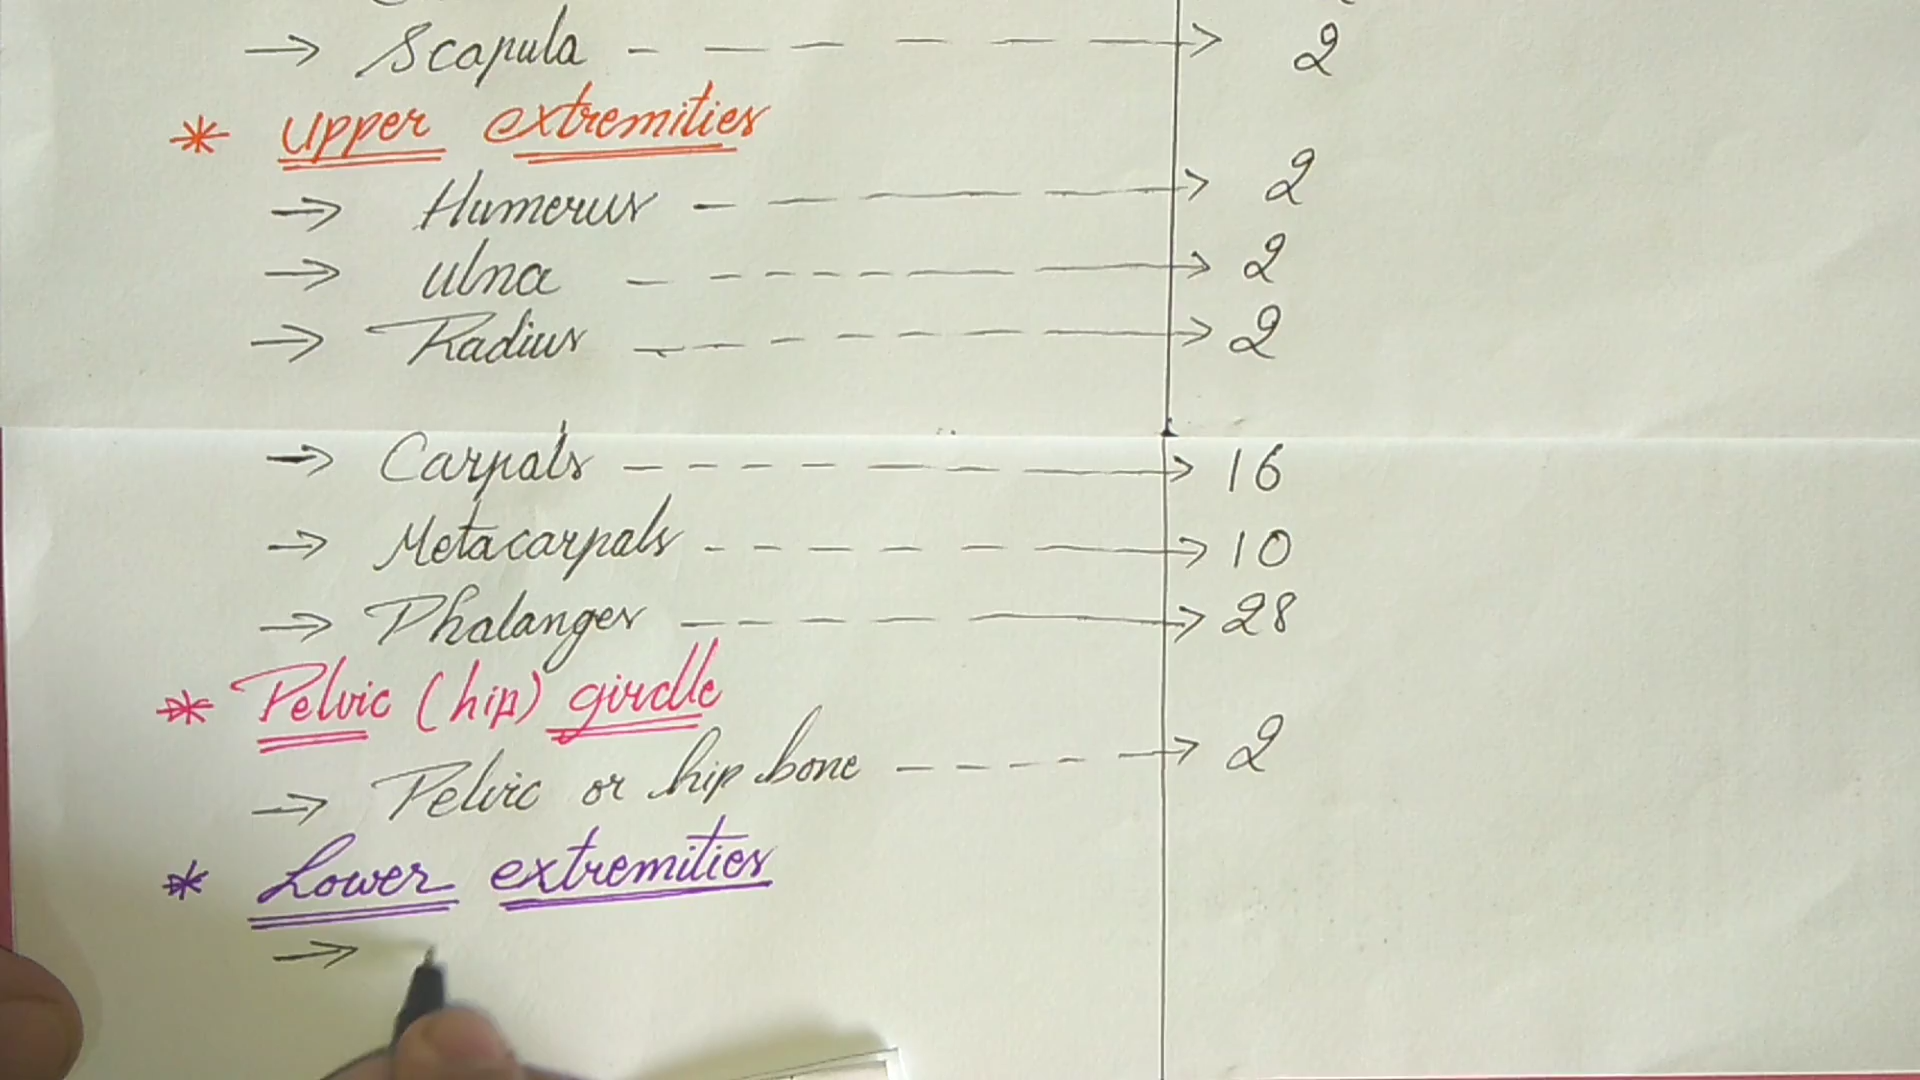 → Scapula - - - - - - → 2
* Upper extremities
→ Humerus - - - - → 2
→ ulna - - - - - - → 2
→ Radius - - - - - - → 2
→ Carpals - - - - - - → 16
→ Metacarpals - - - - - - → 10
→ Phalanges - - - - - → 28
* Pelvic (hip) girdle
→ Pelvic or hip bone - - - - → 2
* Lower extremities
→